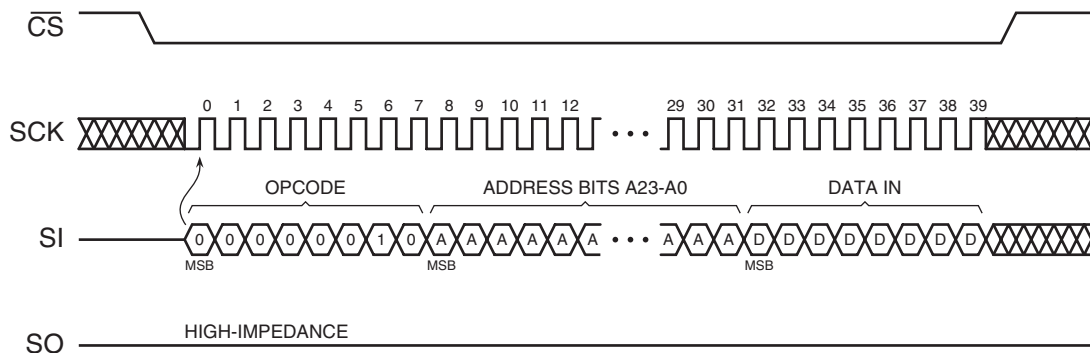 CS
0 1 2 3 4 5 6 7 8 9 10 11 12 29 30 31 32 33 34 35 36 37 38 39
SCK
OPCODE ADDRESS BITS A23-A0 DATA IN
SI 0 0 0 0 0 0 1 0 A A A A A A A A A D D D D D D D D
MSB MSB MSB
HIGH-IMPEDANCE
SO